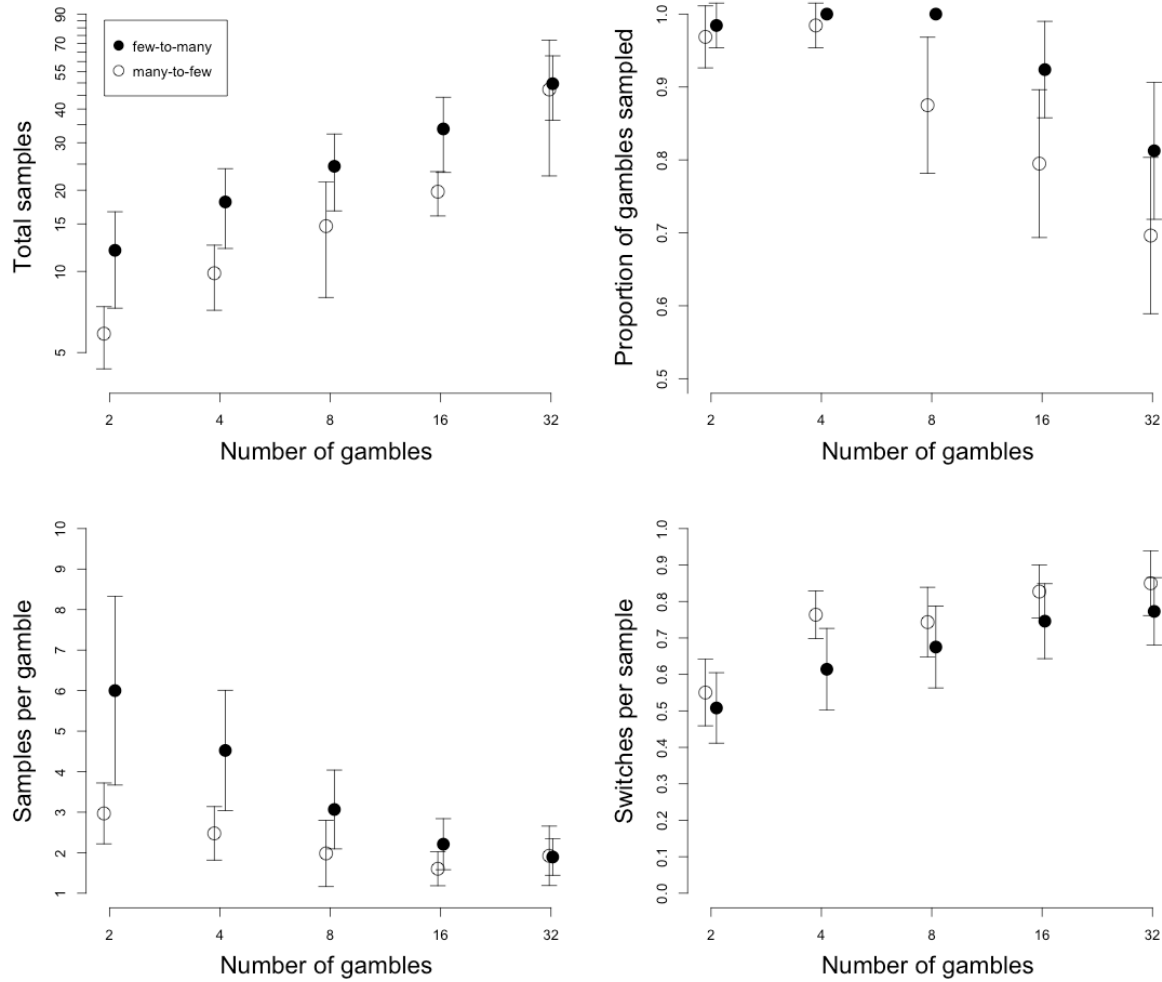 Total samples
90
70
55
40
30
20
15
10
5
few-to-many
many-to-few
2 4 8 16 32
Number of gambles
Proportion of gambles sampled
1.0
0.9
0.8
0.7
0.6
0.5
2 4 8 16 32
Number of gambles
Samples per gamble
10
9
8
7
6
5
4
3
2
1
2 4 8 16 32
Number of gambles
Switches per sample
1.0
0.9
0.8
0.7
0.6
0.5
0.4
0.3
0.2
0.1
0.0
2 4 8 16 32
Number of gambles